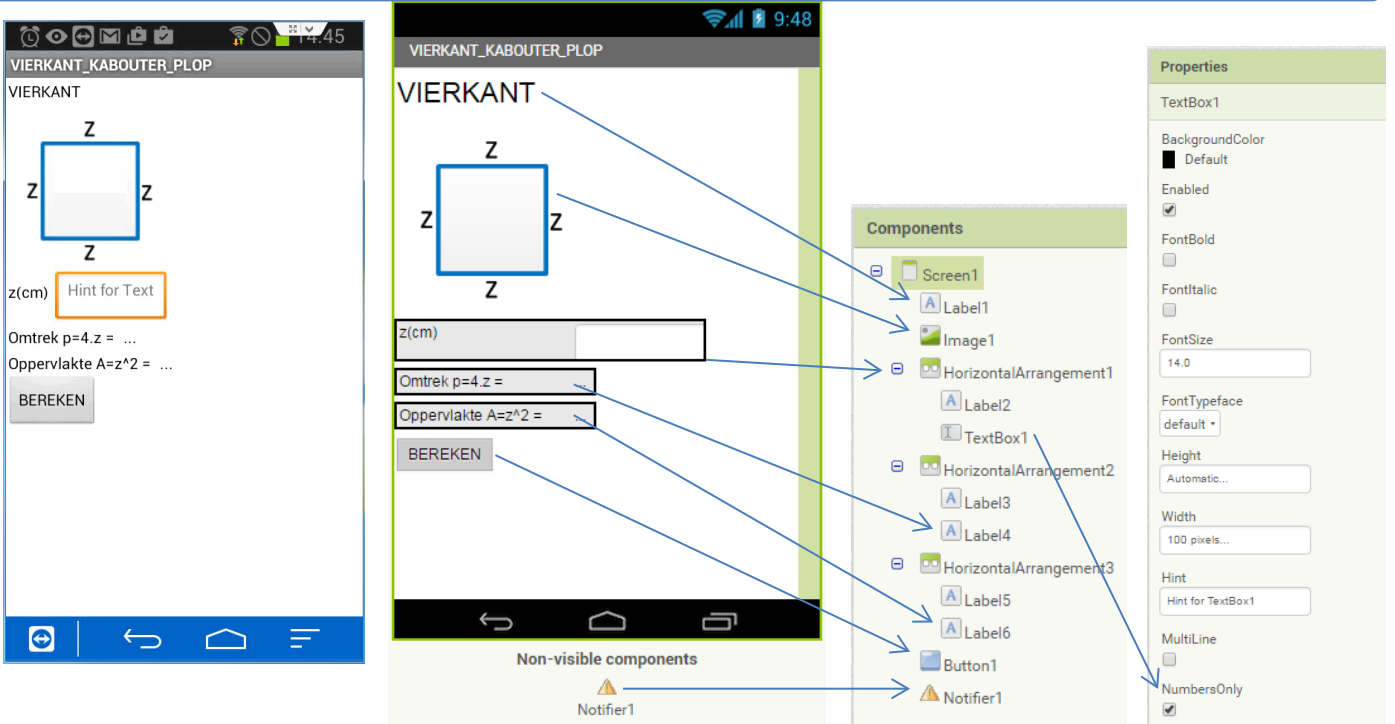 14:45
VIERKANT_KABOUTER_PLOP
VIERKANT
Z
Z
Z
Z
z(cm)
Hint for Text
Omtrek p=4.z = ...
Oppervlakte A=z^2 = ...
BEREKEN
9:48
VIERKANT_KABOUTER_PLOP
VIERKANT
Z
Z
Z
Z
z(cm)
Omtrek p=4.z = ...
Oppervlakte A=z^2 = ...
BEREKEN
Non-visible components
Notifier1
Components
Screen1
A Label1
Image1
HorizontalArrangement1
A Label2
TextBox1
HorizontalArrangement2
A Label3
A Label4
HorizontalArrangement3
A Label5
A Label6
Button1
Notifier1
Properties
TextBox1
BackgroundColor
Default
Enabled
FontBold
FontItalic
FontSize
14.0
FontTypeface
default
Height
Automatic...
Width
100 pixels...
Hint
Hint for TextBox1
MultiLine
NumbersOnly